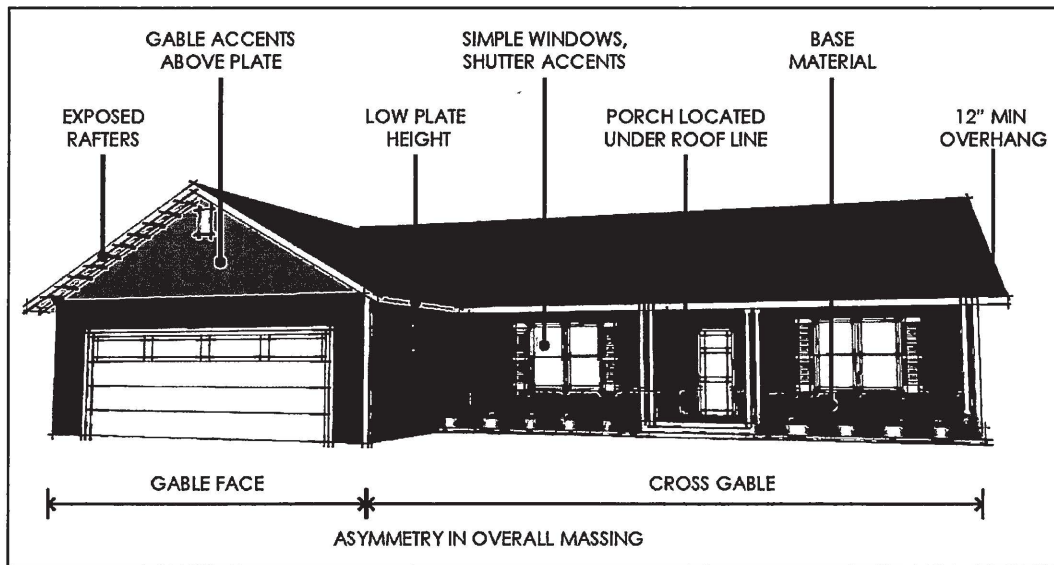 GABLE ACCENTS
ABOVE PLATE
SIMPLE WINDOWS,
SHUTTER ACCENTS
BASE
MATERIAL
EXPOSED
RAFTERS
LOW PLATE
HEIGHT
PORCH LOCATED
UNDER ROOF LINE
12" MIN
OVERHANG
GABLE FACE
CROSS GABLE
ASYMMETRY IN OVERALL MASSING